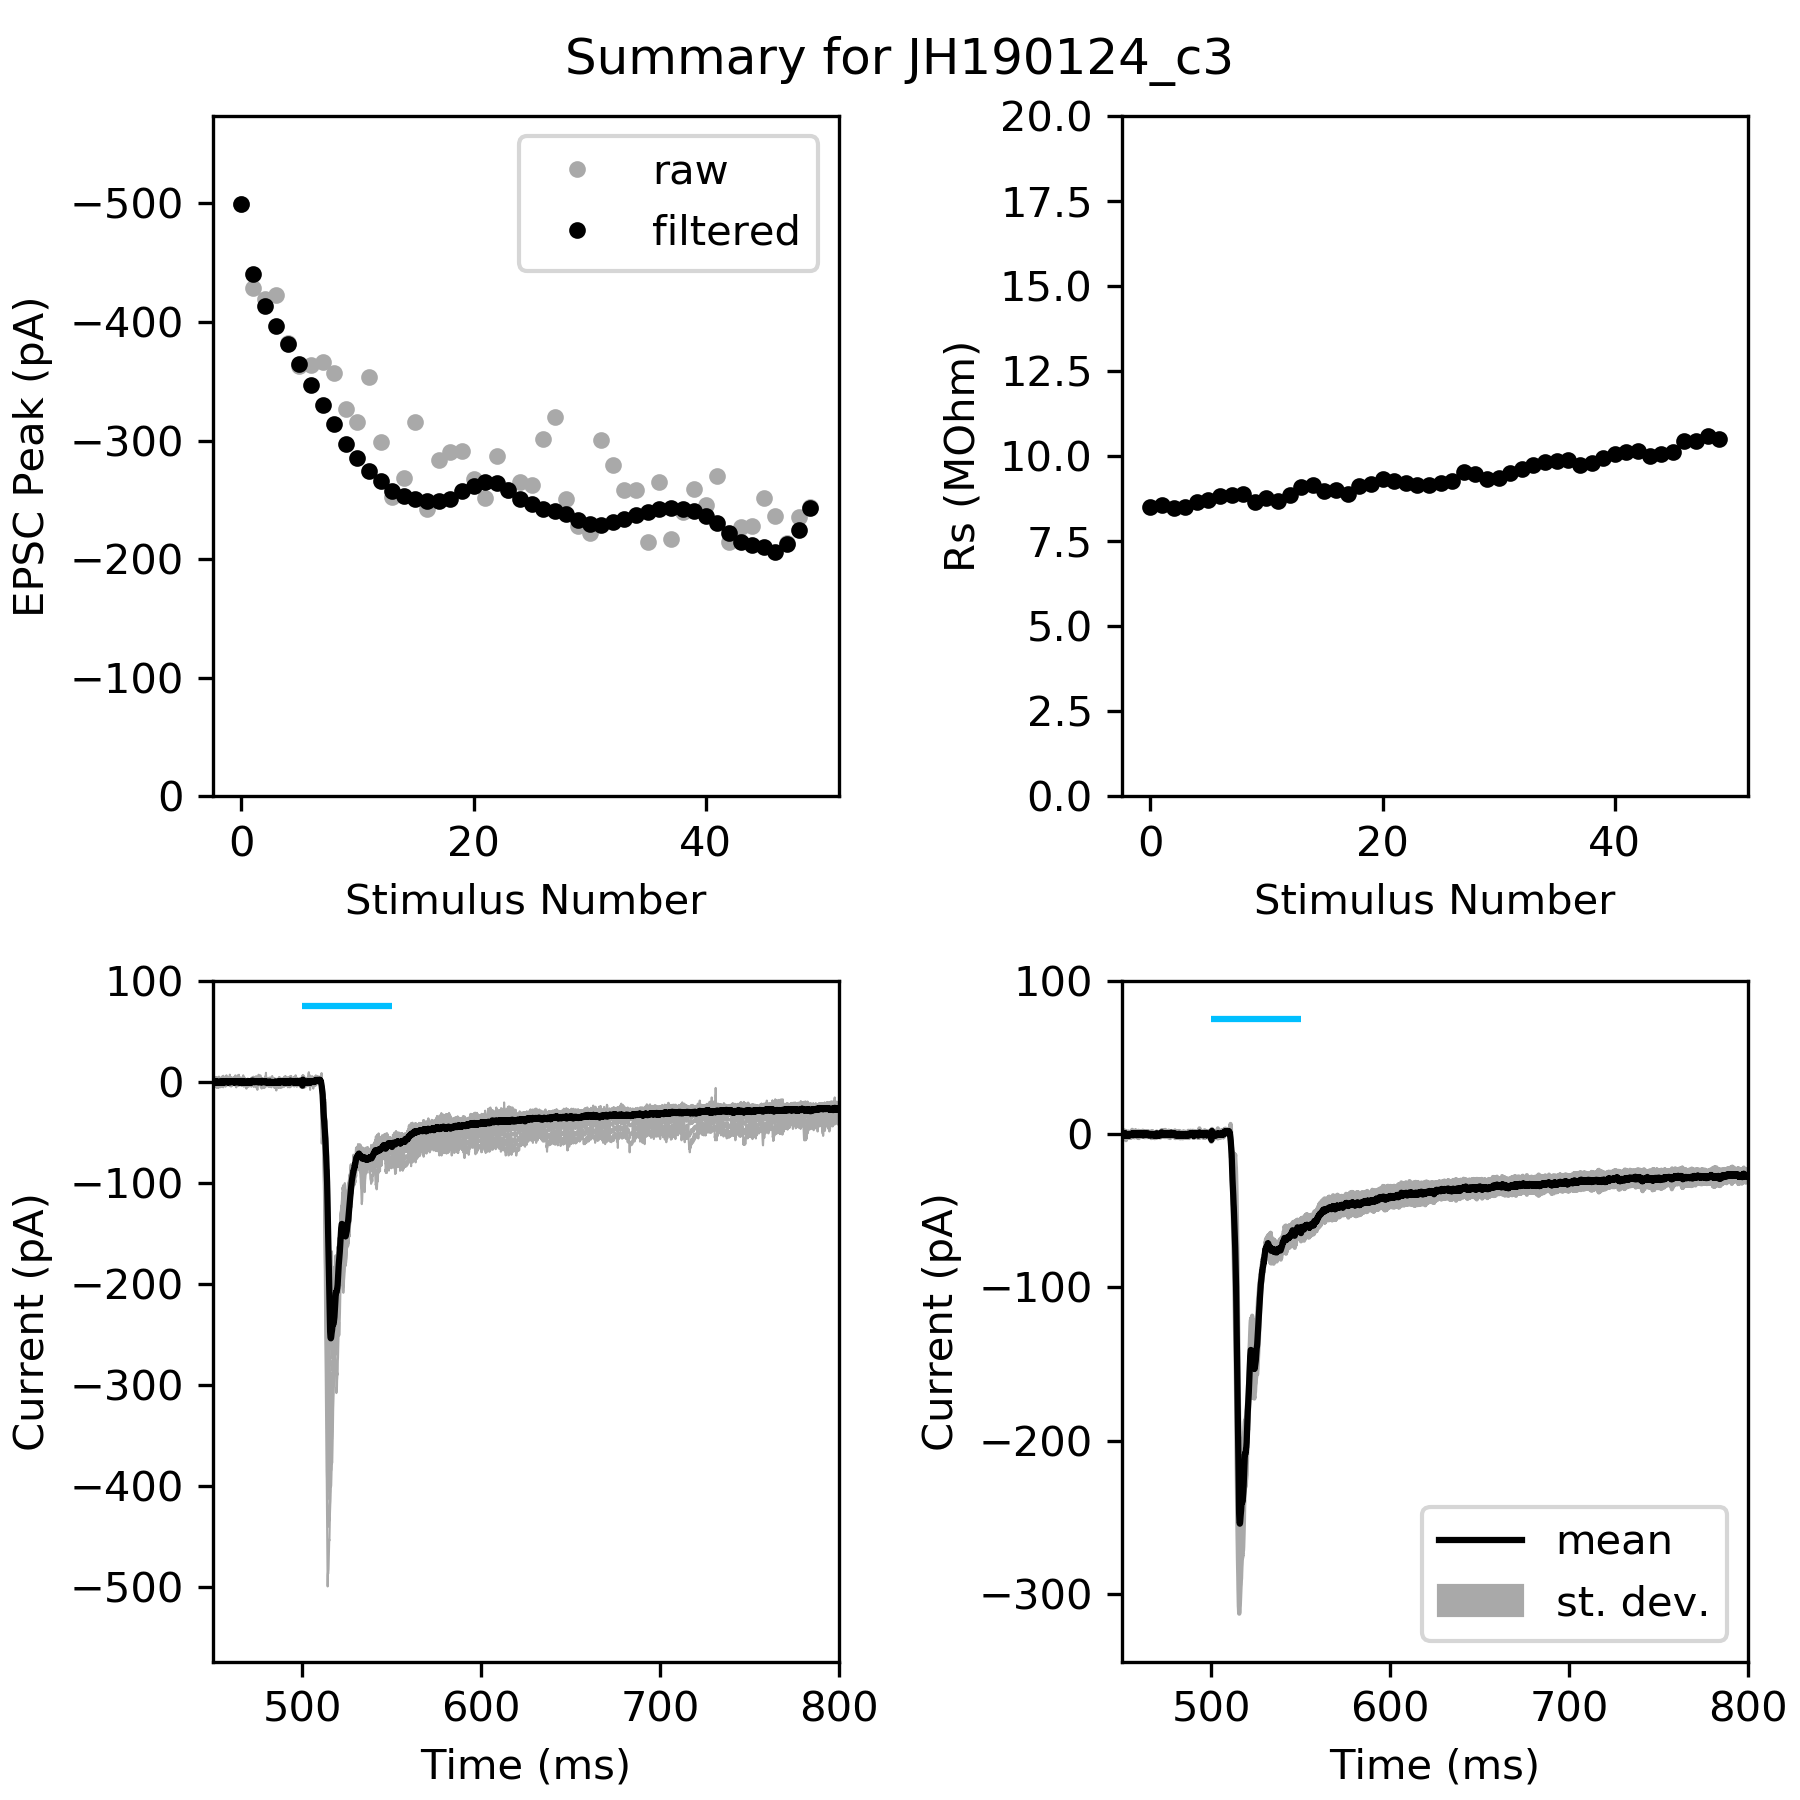 Summary for JH190124_c3
EPSC Peak (pA)
−500
−400
−300
−200
−100
0
raw
filtered
0 20 40
Stimulus Number
Rs (MOhm)
20.0
17.5
15.0
12.5
10.0
7.5
5.0
2.5
0.0
0 20 40
Stimulus Number
Current (pA)
100
0
−100
−200
−300
−400
−500
500 600 700 800
Time (ms)
Current (pA)
100
0
−100
−200
−300
mean
st. dev.
500 600 700 800
Time (ms)